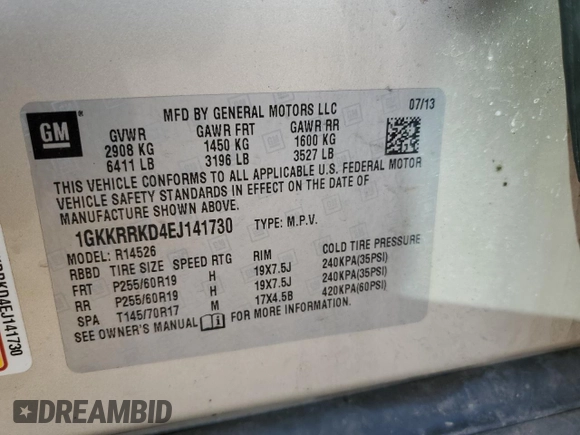 MFD BY GENERAL MOTORS LLC 07/13
GM
GVWR GAWR FRT GAWR RR
2908 KG 1450 KG 1600 KG
6411 LB 3196 LB 3527 LB
THIS VEHICLE CONFORMS TO ALL APPLICABLE U.S. FEDERAL MOTOR
VEHICLE SAFETY STANDARDS IN EFFECT ON THE DATE OF
MANUFACTURE SHOWN ABOVE.
1GKKRRKD4EJ141730 TYPE: M.P.V.
MODEL: R14526
RBBD TIRE SIZE SPEED RTG RIM COLD TIRE PRESSURE
FRT P255/60R19 H 19X7.5J 240KPA(35PSI)
RR P255/60R19 H 19X7.5J 240KPA(35PSI)
SPA T145/70R17 M 17X4.5B 420KPA(60PSI)
SEE OWNER'S MANUAL FOR MORE INFORMATION
RRKD4EJ141730
DREAMBID